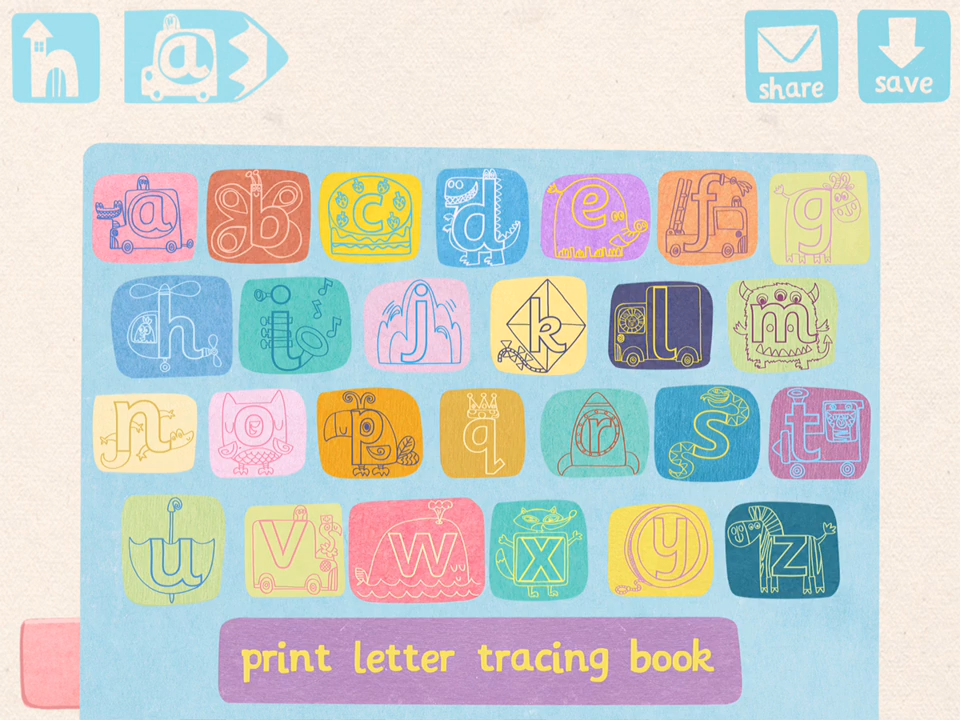 h a share save
a b c d e f g
h i j k l m
n o p q r s t
u v w x y z
print letter tracing book